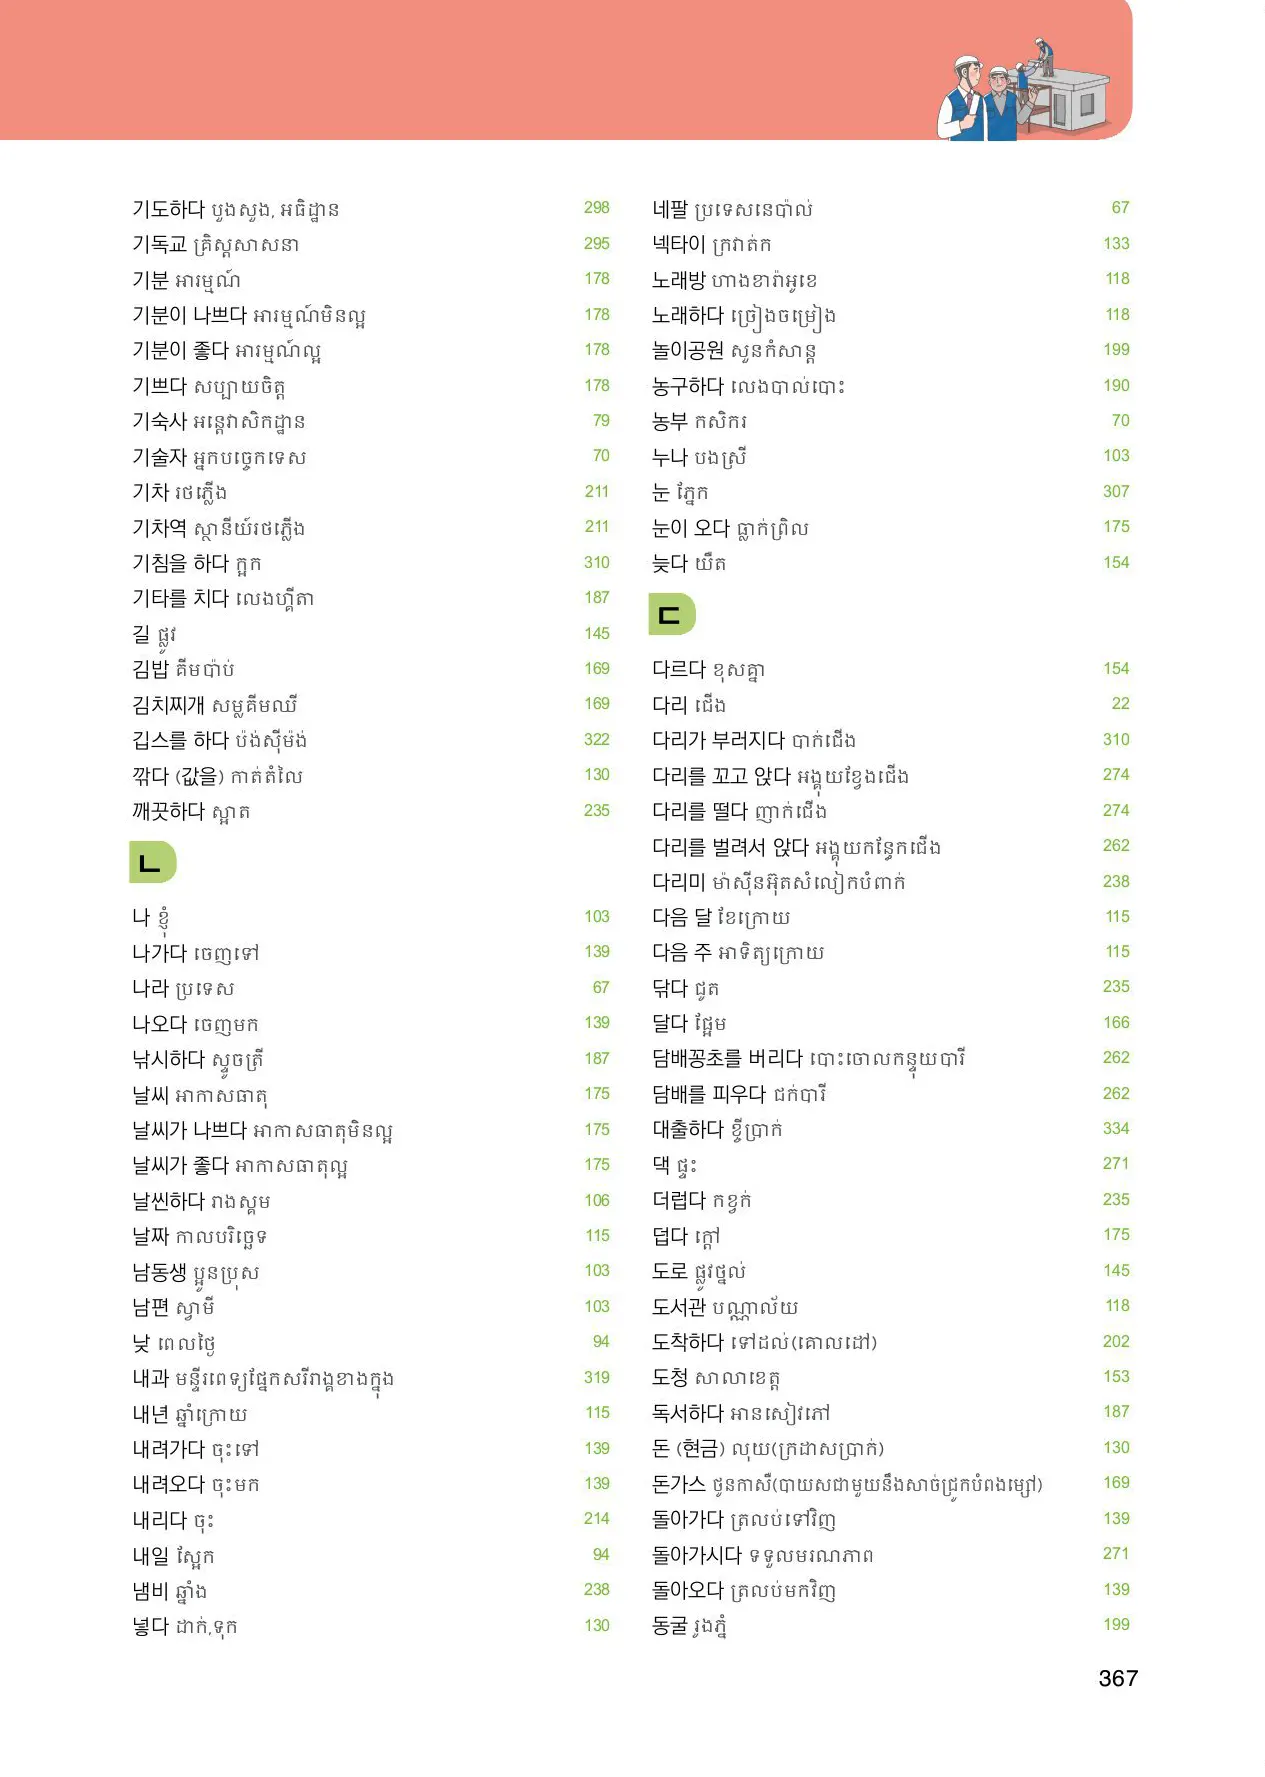 기도하다 បួងសួង, អធិដ្ឋាន 298
기독교 គ្រិស្តសាសនា 295
기분 អារម្មណ៍ 178
기분이 나쁘다 អារម្មណ៍មិនល្អ 178
기분이 좋다 អារម្មណ៍ល្អ 178
기쁘다 សប្បាយចិត្ត 178
기숙사 អន្តេវាសិកដ្ឋាន 79
기술자 អ្នកបច្ចេកទេស 70
기차 រថភ្លើង 211
기차역 ស្ថានីយ៍រថភ្លើង 211
기침을 하다 ក្អក 310
기타를 치다 លេងហ្គីតា 187
길 ផ្លូវ 145
김밥 គីមប៉ាប់ 169
김치찌개 សម្លគីមឈី 169
깁스를 하다 ប៉ង់ស៊ីម៉ង់ 322
깎다 (값을) កាត់តំលៃ 130
깨끗하다 ស្អាត 235
ㄴ
나 ខ្ញុំ 103
나가다 ចេញទៅ 139
나라 ប្រទេស 67
나오다 ចេញមក 139
낚시하다 ស្ទូចត្រី 187
날씨 អាកាសធាតុ 175
날씨가 나쁘다 អាកាសធាតុមិនល្អ 175
날씨가 좋다 អាកាសធាតុល្អ 175
날씬하다 រាងស្គម 106
날짜 កាលបរិច្ឆេទ 115
남동생 ប្អូនប្រុស 103
남편 ស្វាមី 103
낮 ពេលថ្ងៃ 94
내과 មន្ទីរពេទ្យផ្នែកសរីរាង្គខាងក្នុង 319
내년 ឆ្នាំក្រោយ 115
내려가다 ចុះទៅ 139
내려오다 ចុះមក 139
내리다 ចុះ 214
내일 ស្អែក 94
냄비 ឆ្នាំង 238
넣다 ដាក់,ទុក 130
네팔 ប្រទេសនេប៉ាល់ 67
넥타이 ក្រវាត់ក 133
노래방 ហាងខារ៉ាអូខេ 118
노래하다 ច្រៀងចម្រៀង 118
놀이공원 សួនកំសាន្ត 199
농구하다 លេងបាល់បោះ 190
농부 កសិករ 70
누나 បងស្រី 103
눈 ភ្នែក 307
눈이 오다 ធ្លាក់ព្រិល 175
늦다 យឺត 154
ㄷ
다르다 ខុសគ្នា 154
다리 ជើង 22
다리가 부러지다 បាក់ជើង 310
다리를 꼬고 앉다 អង្គុយខ្វែងជើង 274
다리를 떨다 ញាក់ជើង 274
다리를 벌려서 앉다 អង្គុយកន្ធែកជើង 262
다리미 ម៉ាស៊ីនអ៊ុតសំលៀកបំពាក់ 238
다음 달 ខែក្រោយ 115
다음 주 អាទិត្យក្រោយ 115
닦다 ជូត 235
달다 ផ្អែម 166
담배꽁초를 버리다 បោះចោលកន្ទុយបារី 262
담배를 피우다 ជក់បារី 262
대출하다 ខ្ចីប្រាក់ 334
댁 ផ្ទះ 271
더럽다 កខ្វក់ 235
덥다 ក្តៅ 175
도로 ផ្លូវថ្នល់ 145
도서관 បណ្ណាល័យ 118
도착하다 ទៅដល់(គោលដៅ) 202
도청 សាលាខេត្ត 153
독서하다 អានសៀវភៅ 187
돈 (현금) លុយ(ក្រដាសប្រាក់) 130
돈가스 ថូនកាស៊ឺ(បាយសជាមួយនឹងសាច់ជ្រូកបំពងម្សៅ) 169
돌아가다 ត្រលប់ទៅវិញ 139
돌아가시다 ទទួលមរណភាព 271
돌아오다 ត្រលប់មកវិញ 139
동굴 រូងភ្នំ 199
367